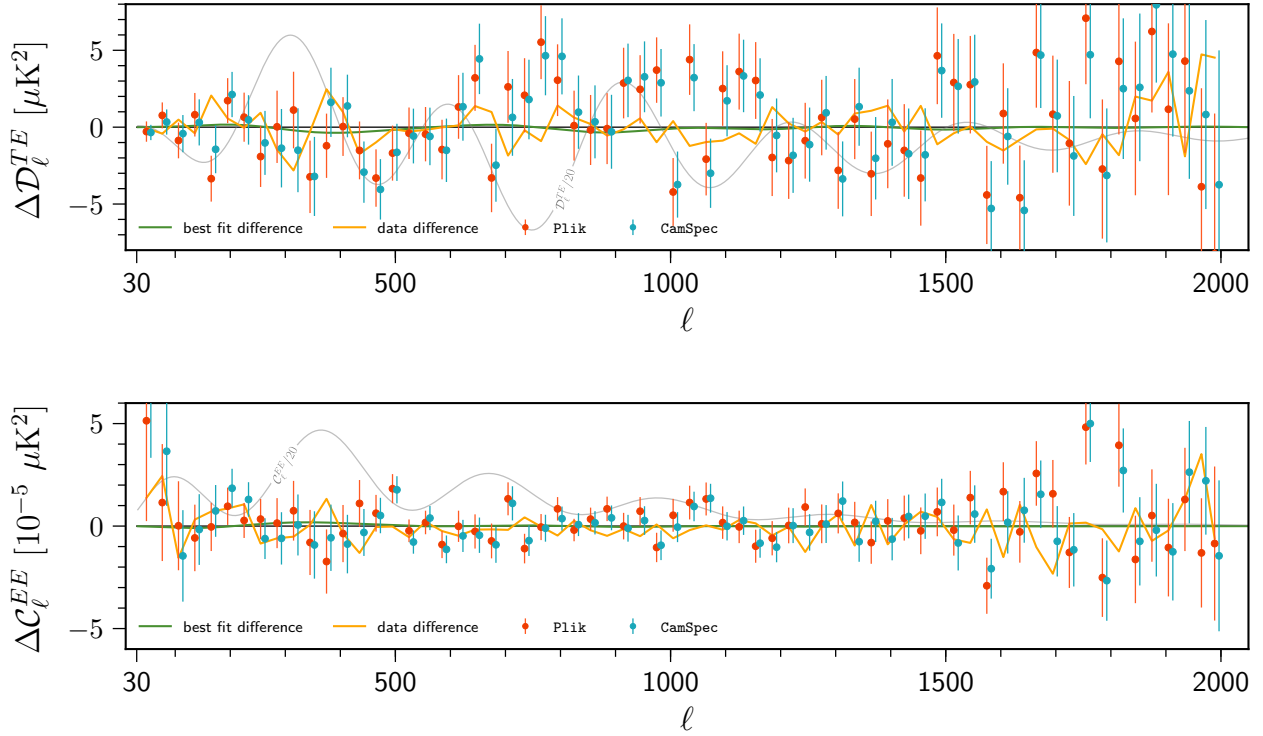 ΔD_ℓ^{TE} [μK²]
5
0
−5
D_ℓ^{TE}/20
best fit difference
data difference
Plik
CamSpec
30
500
1000
1500
2000
ℓ
ΔC_ℓ^{EE} [10⁻⁵ μK²]
5
0
−5
C_ℓ^{EE}/20
best fit difference
data difference
Plik
CamSpec
30
500
1000
1500
2000
ℓ